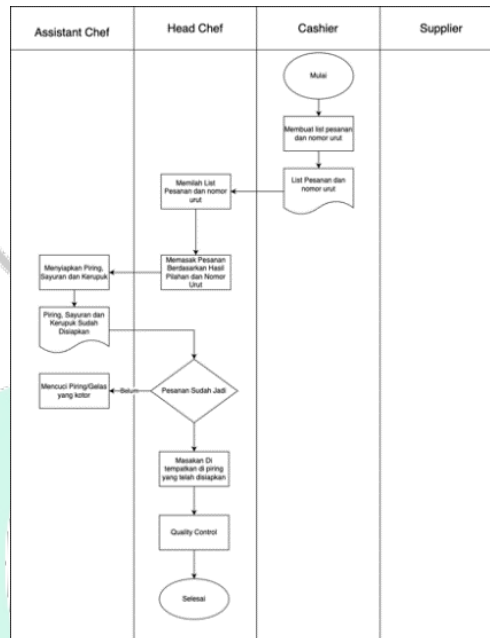 Assistant Chef
Head Chef
Cashier
Supplier
Mulai
Membuat list pesanan
dan nomor urut
List Pesanan dan
nomor urut
Memilah List
Pesanan dan nomor
urut
Memasak Pesanan
Berdasarkan Hasil
Pilahan dan Nomor
Urut
Menyiapkan Piring,
Sayuran dan Kerupuk
Piring, Sayuran dan
Kerupuk Sudah
Disiapkan
Pesanan Sudah Jadi
Belum
Mencuci Piring/Gelas
yang kotor
Masakan Di
tempatkan di piring
yang telah disiapkan
Quality Control
Selesai